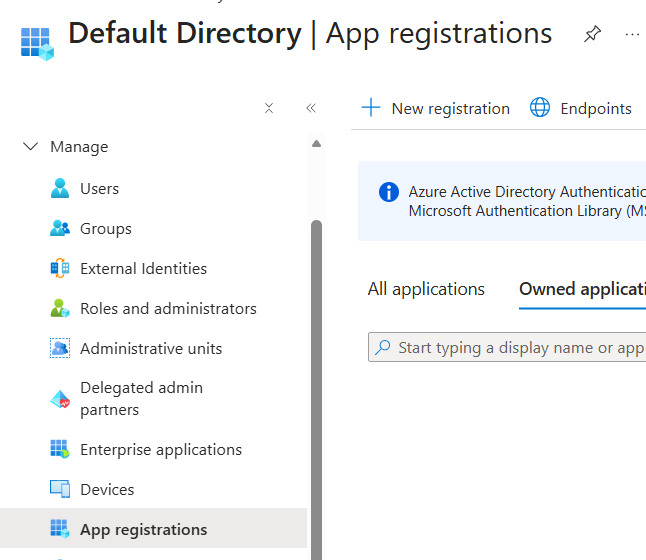 Default Directory | App registrations
New registration
Endpoints
Manage
Users
Groups
External Identities
Roles and administrators
Administrative units
Delegated admin
partners
Enterprise applications
Devices
App registrations
Azure Active Directory Authenticatio
Microsoft Authentication Library (MS
All applications
Owned applicati
Start typing a display name or app